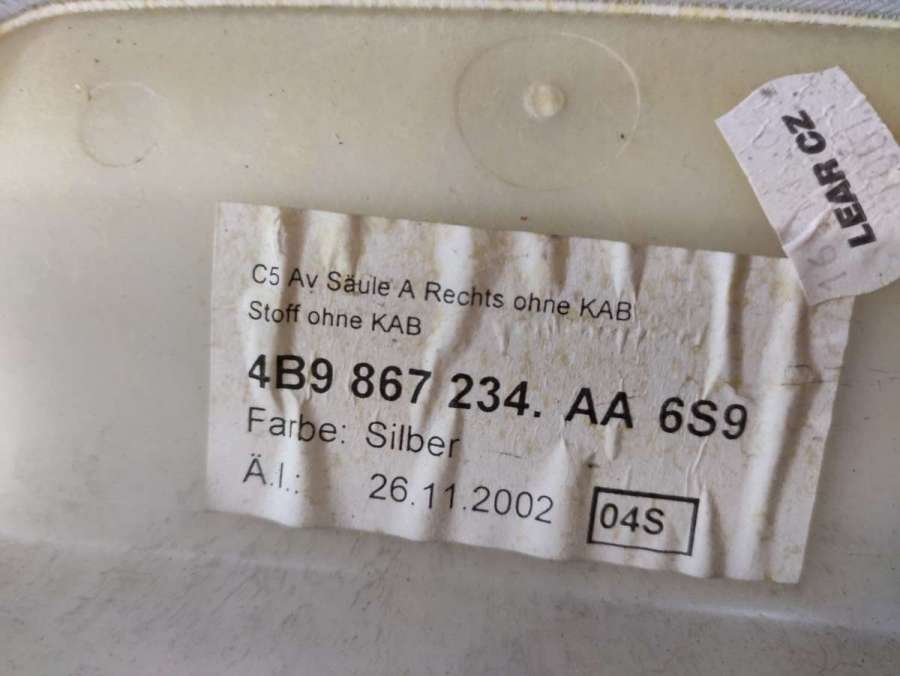 C5 Av Säule A Rechts ohne KAB
Stoff ohne KAB
4B9 867 234. AA 6S9
Farbe: Silber
Ä.I.: 26.11.2002 04S
LEAR CZ